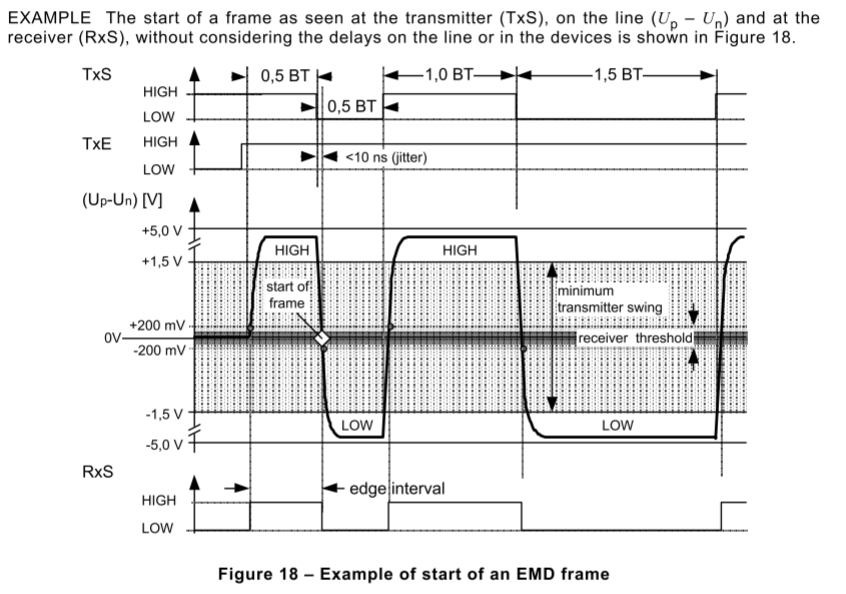 EXAMPLE The start of a frame as seen at the transmitter (TxS), on the line (Up – Un) and at the
receiver (RxS), without considering the delays on the line or in the devices is shown in Figure 18.
TxS
0,5 BT
1,0 BT
1,5 BT
HIGH
LOW
0,5 BT
TxE
HIGH
<10 ns (jitter)
LOW
(Up-Un) [V]
+5,0 V
HIGH
HIGH
+1,5 V
start of
frame
minimum
transmitter swing
+200 mV
0V
receiver threshold
-200 mV
-1,5 V
LOW
LOW
-5,0 V
RxS
edge interval
HIGH
LOW
Figure 18 – Example of start of an EMD frame